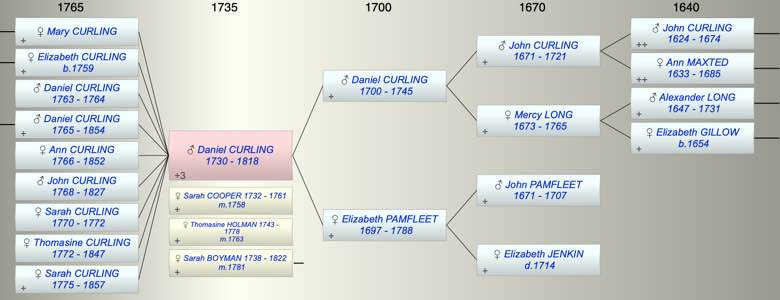 1765
1735
1700
1670
1640
♀ Mary CURLING
+
♀ Elizabeth CURLING
b.1759
+
♂ Daniel CURLING
1763 - 1764
♂ Daniel CURLING
1765 - 1854
+
♀ Ann CURLING
1766 - 1852
♂ John CURLING
1768 - 1827
♀ Sarah CURLING
1770 - 1772
♀ Thomasine CURLING
1772 - 1847
+
♀ Sarah CURLING
1775 - 1857
+
♂ Daniel CURLING
1730 - 1818
+3
♀ Sarah COOPER 1732 - 1761
m.1758
+
♀ Thomasine HOLMAN 1743 -
1778
m.1763
+
♀ Sarah BOYMAN 1738 - 1822
m.1781
+
♂ Daniel CURLING
1700 - 1745
+
♀ Elizabeth PAMFLEET
1697 - 1788
+
♂ John CURLING
1671 - 1721
+
♀ Mercy LONG
1673 - 1765
+
♂ John PAMFLEET
1671 - 1707
+
♀ Elizabeth JENKIN
d.1714
+
♂ John CURLING
1624 - 1674
++
♀ Ann MAXTED
1633 - 1685
++
♂ Alexander LONG
1647 - 1731
+
♀ Elizabeth GILLOW
b.1654
+